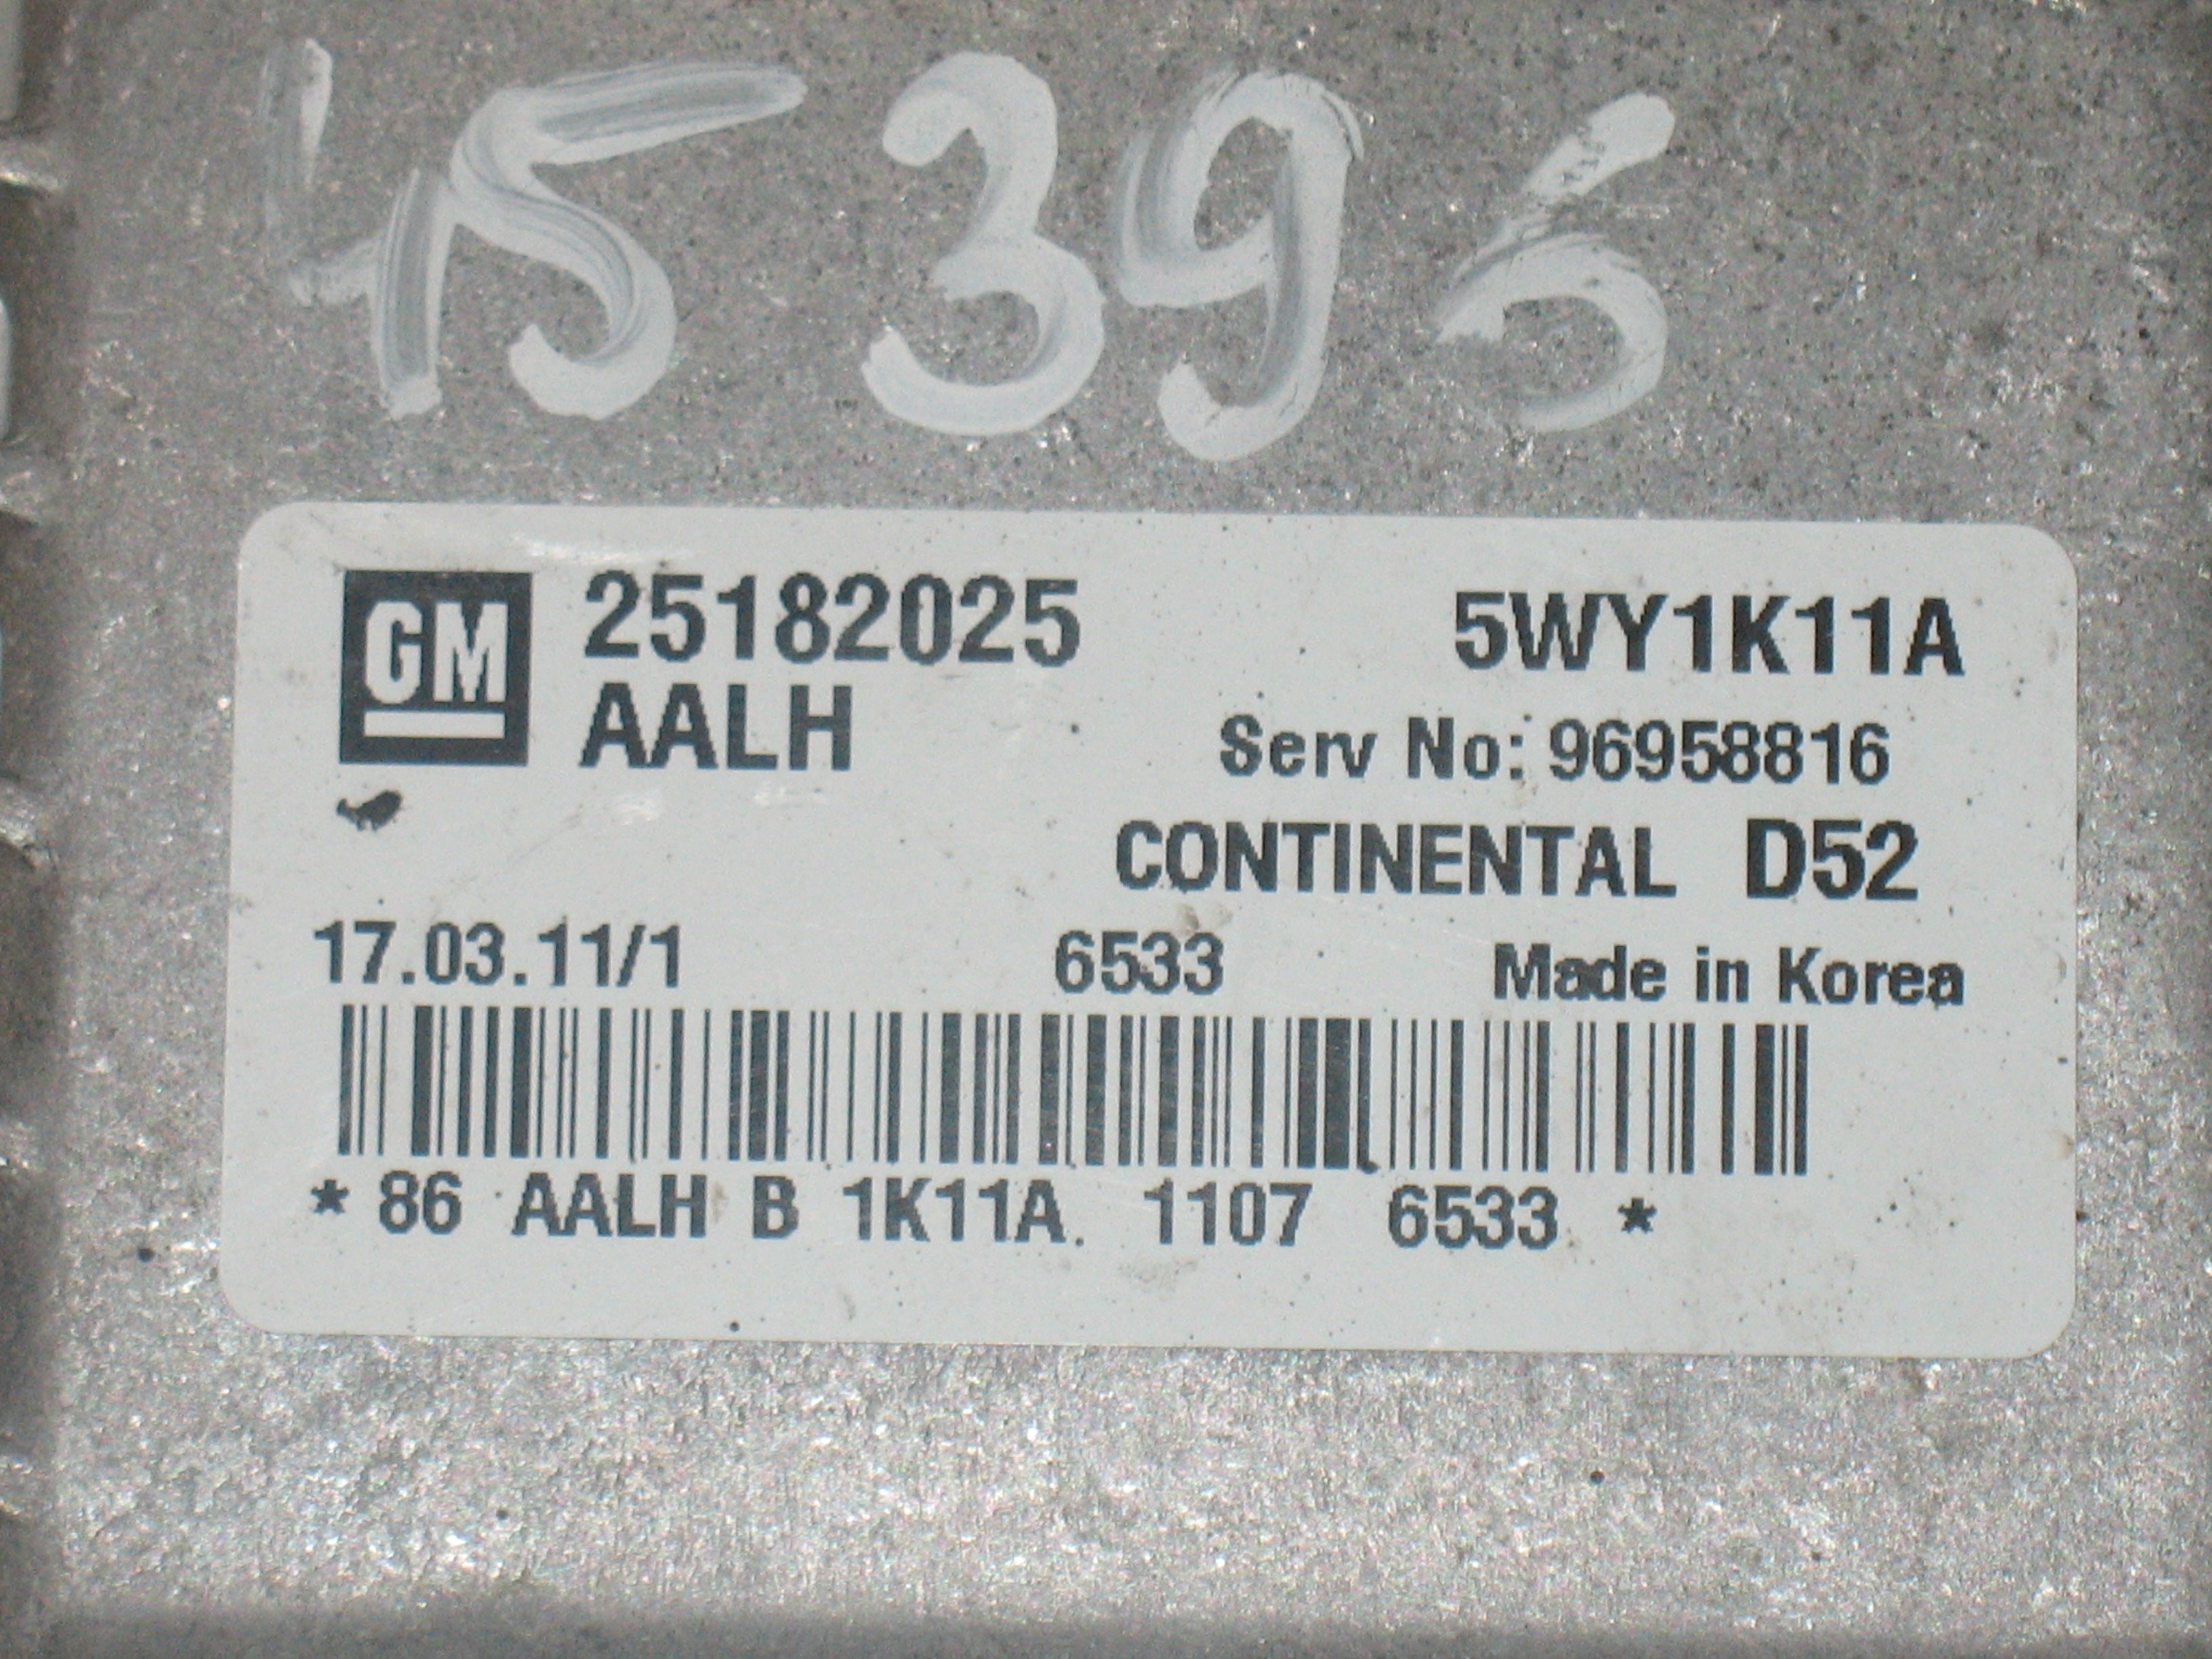 45396
GM 25182025 5WY1K11A
AALH Serv No: 96958816
CONTINENTAL D52
17.03.11/1 6533 Made in Korea
* 86 AALH B 1K11A. 1107 6533 *